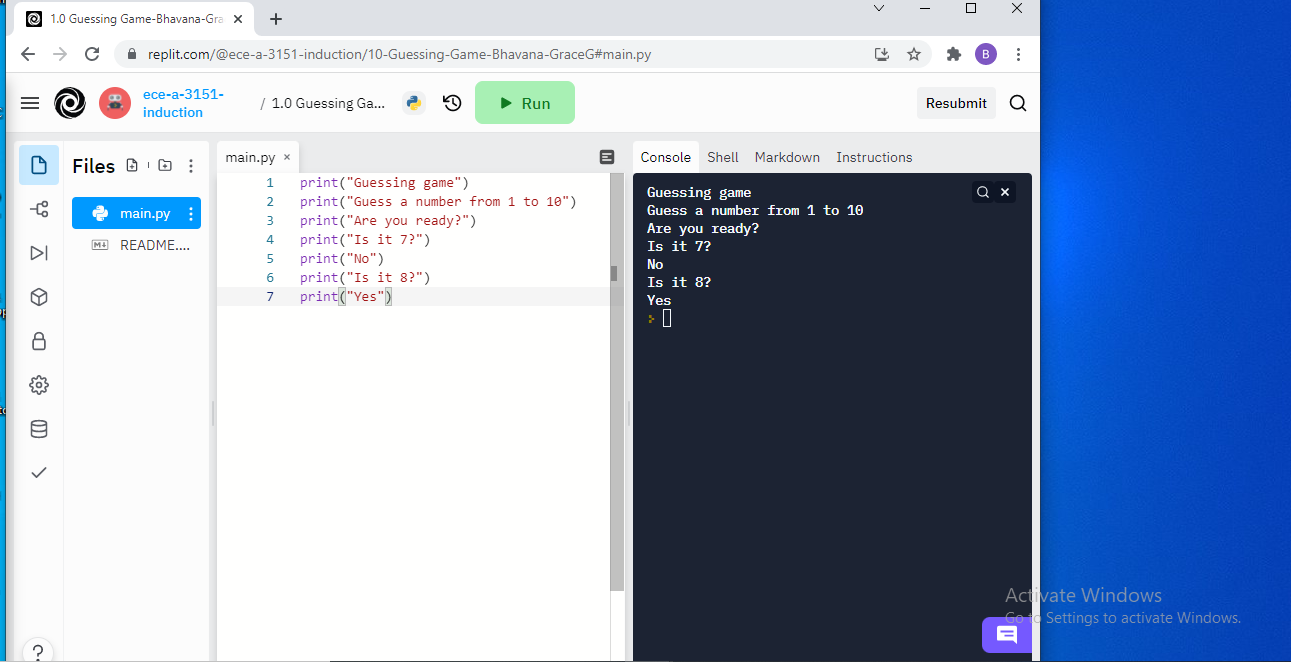 1.0 Guessing Game-Bhavana-Gra
replit.com/@ece-a-3151-induction/10-Guessing-Game-Bhavana-GraceG#main.py
B
ece-a-3151-
induction
/ 1.0 Guessing Ga...
Run
Resubmit
Files
main.py
README....
main.py
1 print("Guessing game")
2 print("Guess a number from 1 to 10")
3 print("Are you ready?")
4 print("Is it 7?")
5 print("No")
6 print("Is it 8?")
7 print("Yes")
Console Shell Markdown Instructions
Guessing game
Guess a number from 1 to 10
Are you ready?
Is it 7?
No
Is it 8?
Yes
Activate Windows
Go to Settings to activate Windows.
?